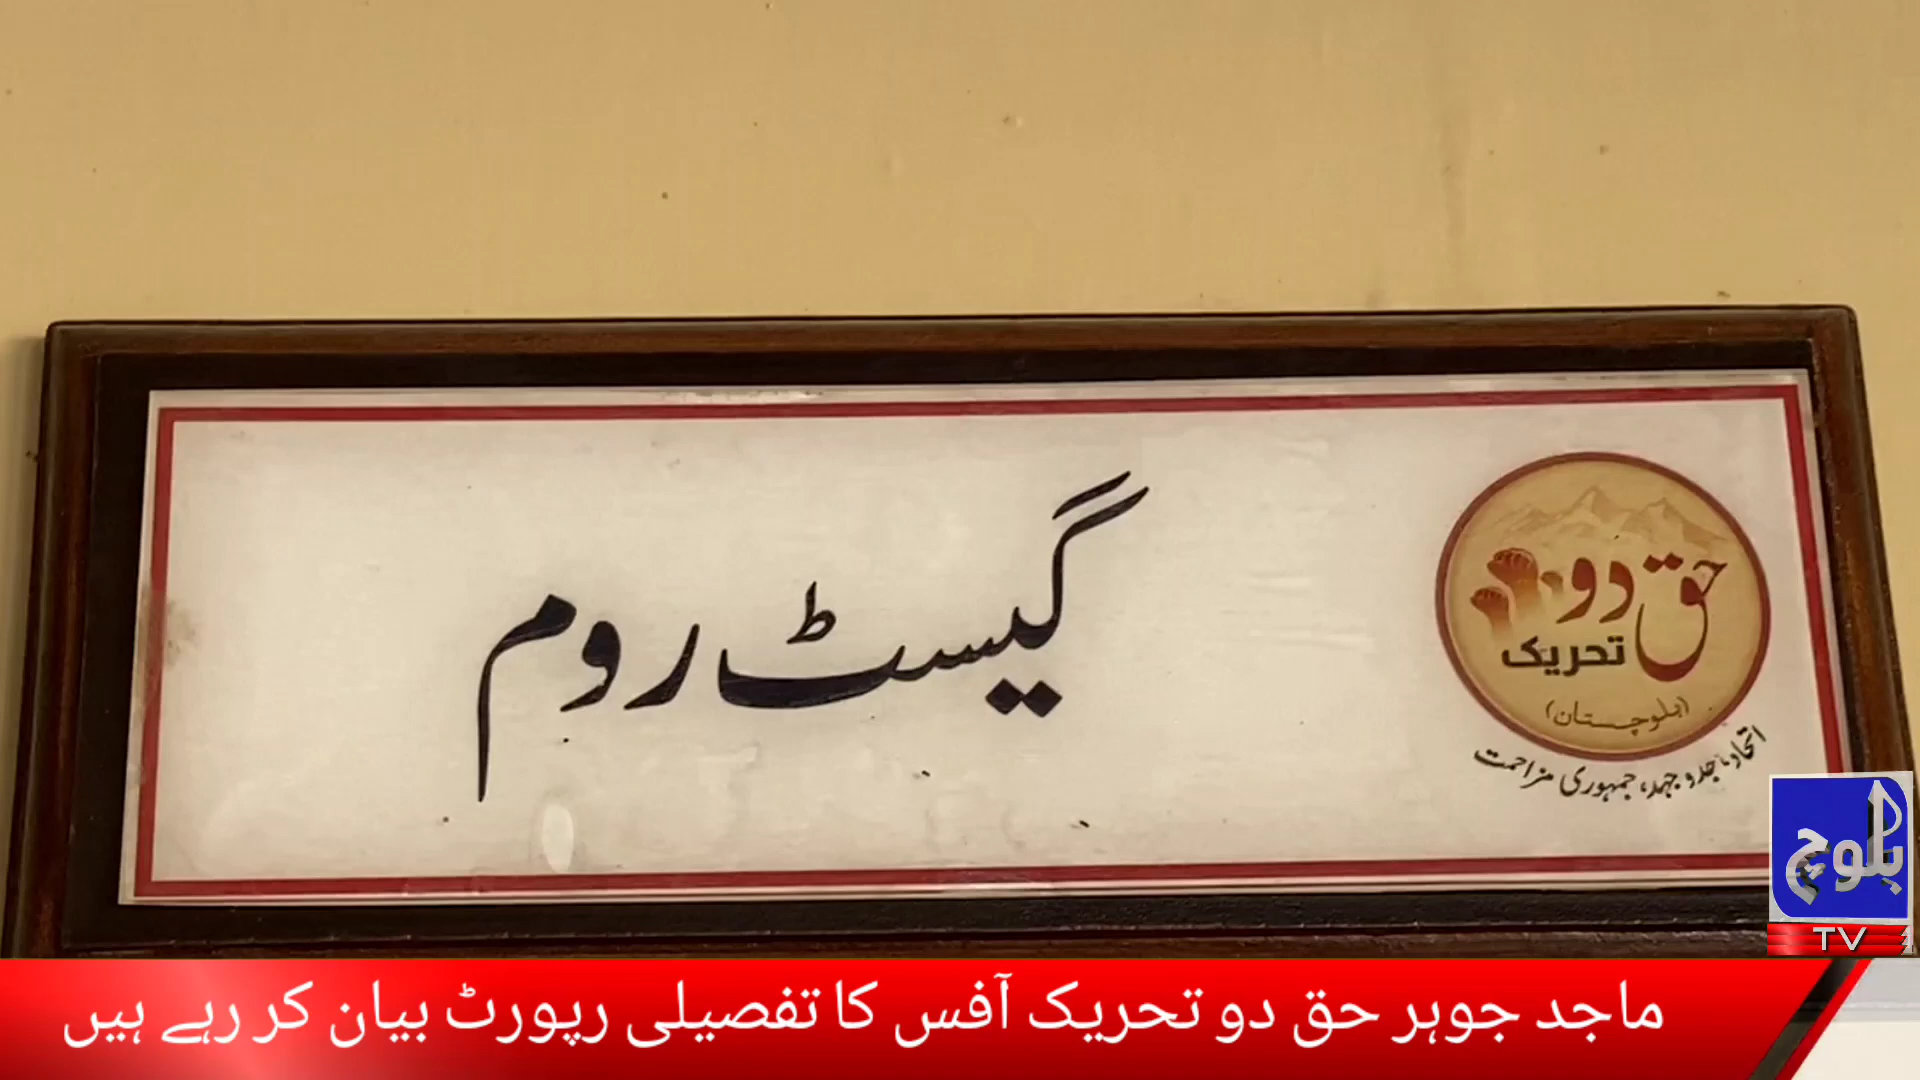 گیسٹ روم
حق دو
تحریک
(بلوچستان)
اتحاد، جدوجہد، جمہوری مزاحمت
بلوچ
TV
ماجد جوہر حق دو تحریک آفس کا تفصیلی رپورٹ بیان کر رہے ہیں